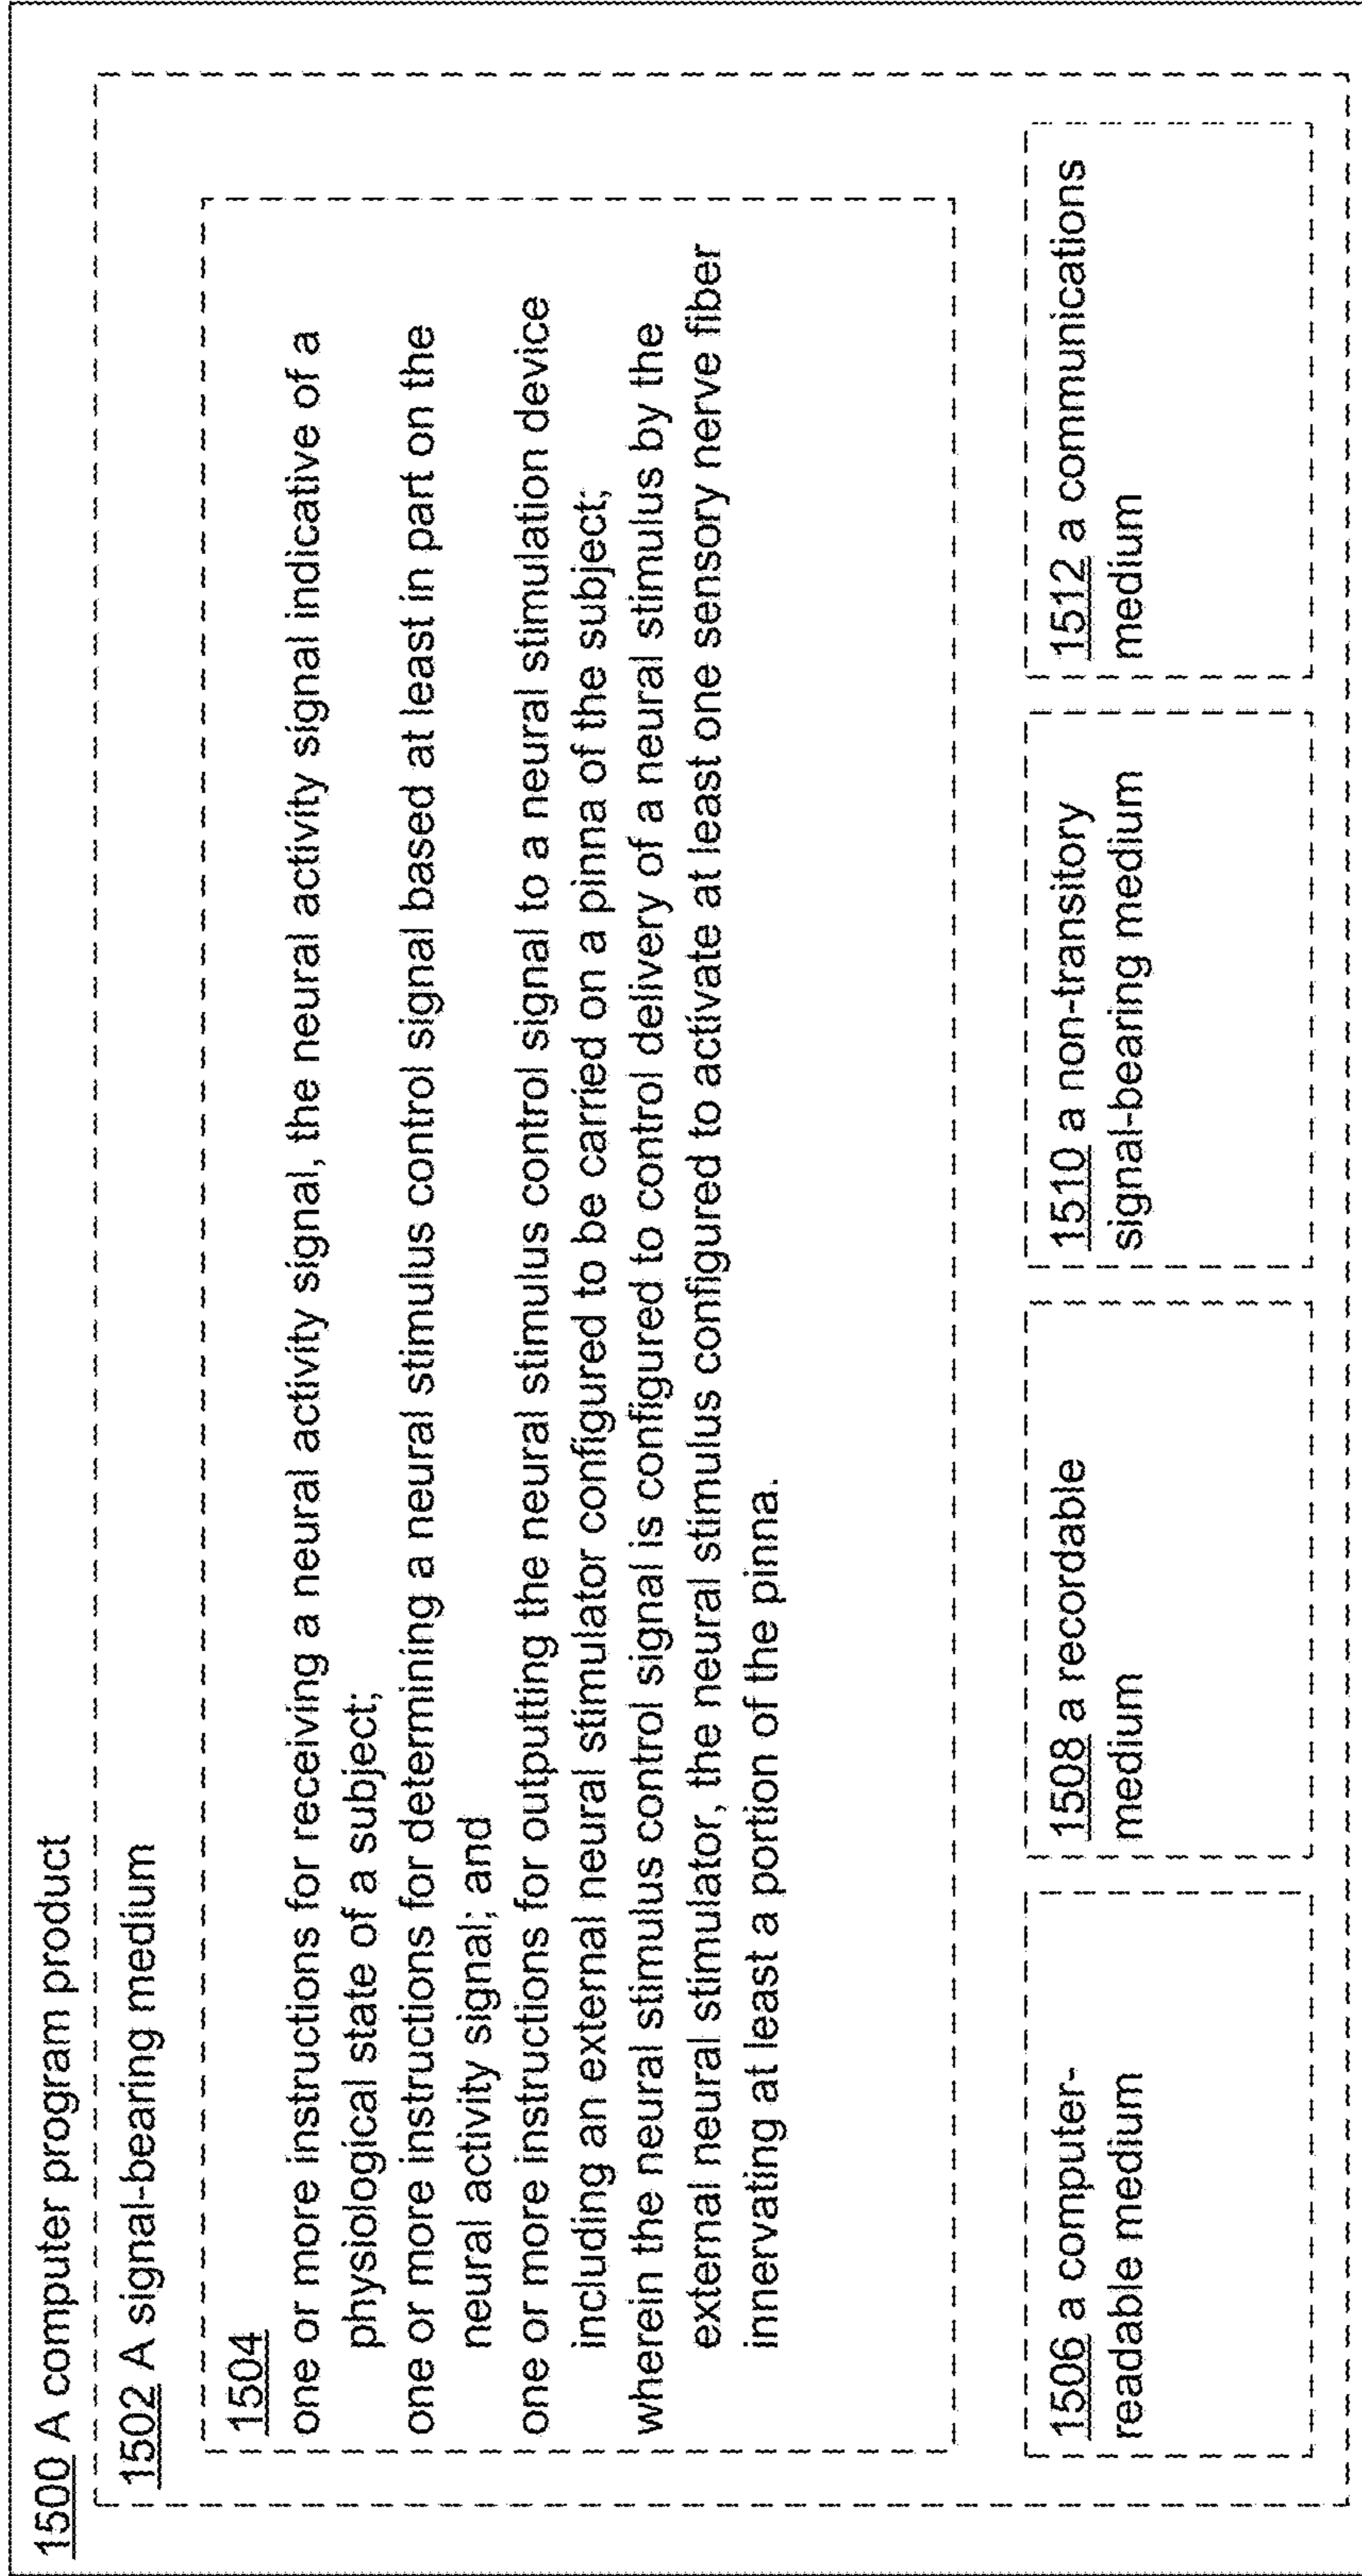 1500 A computer program product
1502 A signal-bearing medium
1504
one or more instructions for receiving a neural activity signal, the neural activity signal indicative of a
physiological state of a subject;
one or more instructions for determining a neural stimulus control signal based at least in part on the
neural activity signal; and
one or more instructions for outputting the neural stimulus control signal to a neural stimulation device
including an external neural stimulator configured to be carried on a pinna of the subject;
wherein the neural stimulus control signal is configured to control delivery of a neural stimulus by the
external neural stimulator, the neural stimulus configured to activate at least one sensory nerve fiber
innervating at least a portion of the pinna.
1506 a computer-
readable medium
1508 a recordable
medium
1510 a non-transitory
signal-bearing medium
1512 a communications
medium